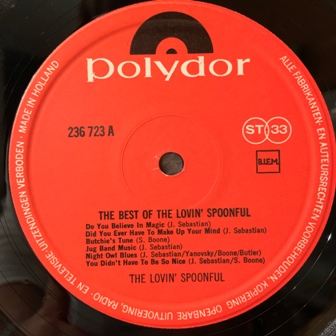 polydor
236 723 A
ST 33
B.I.E.M.
THE BEST OF THE LOVIN' SPOONFUL
Do You Believe In Magic (J. Sebastian)
Did You Ever Have To Make Up Your Mind (J. Sebastian)
Butchie's Tune (S. Boone)
Jug Band Music (J. Sebastian)
Night Owl Blues (J. Sebastian/Yanovsky/Boone/Butler)
You Didn't Have To Be So Nice (J. Sebastian/S. Boone)
THE LOVIN' SPOONFUL
ALLE FABRIKANTEN- EN AUTEURSRECHTEN VOORBEHOUDEN. KOPIERING, OPENBARE UITVOERING, RADIO- EN TELEVISIE UITZENDINGEN VERBODEN - MADE IN HOLLAND